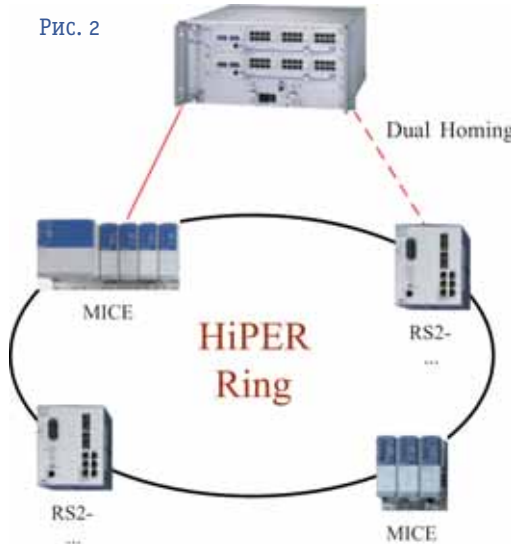 Рис. 2
Dual Homing
MICE
RS2-
...
HiPER
Ring
RS2-
...
MICE